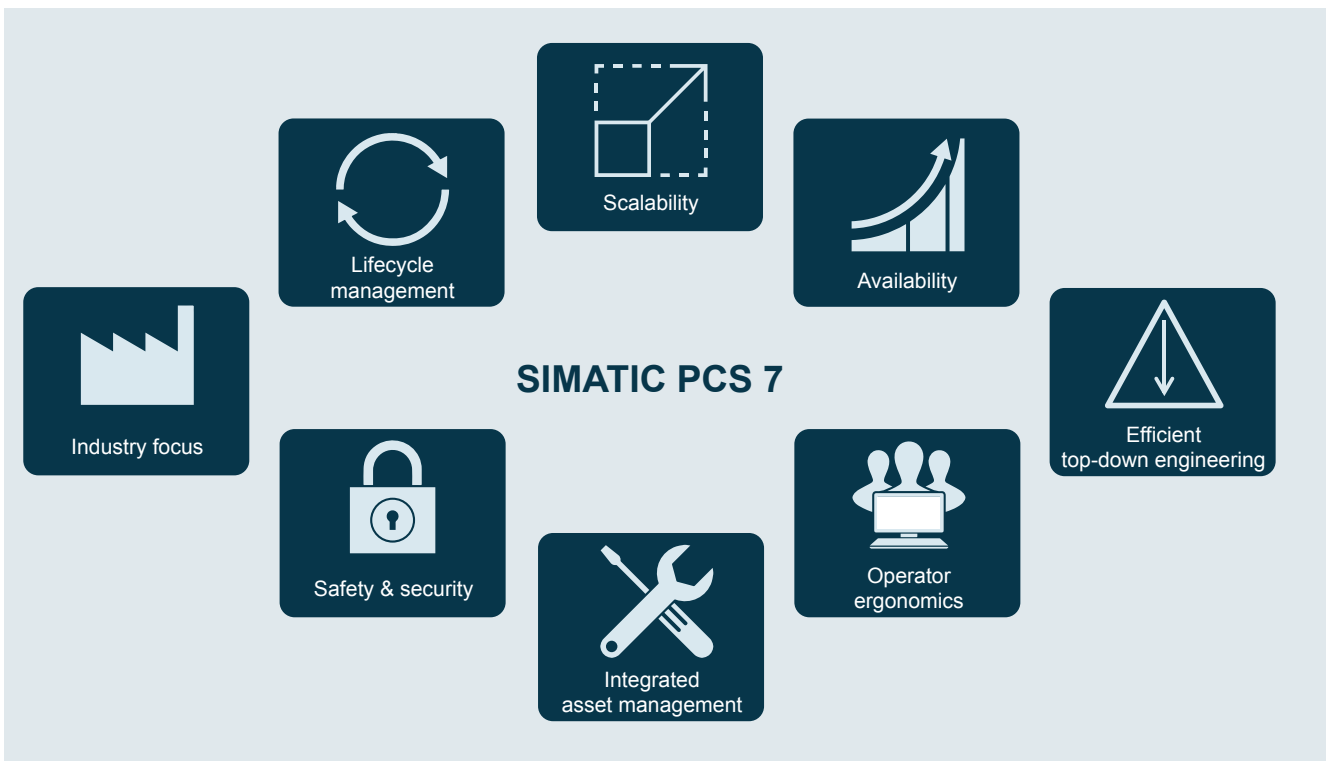 Scalability
Lifecycle
management
Availability
SIMATIC PCS 7
Industry focus
Efficient
top-down engineering
Safety & security
Operator
ergonomics
Integrated
asset management